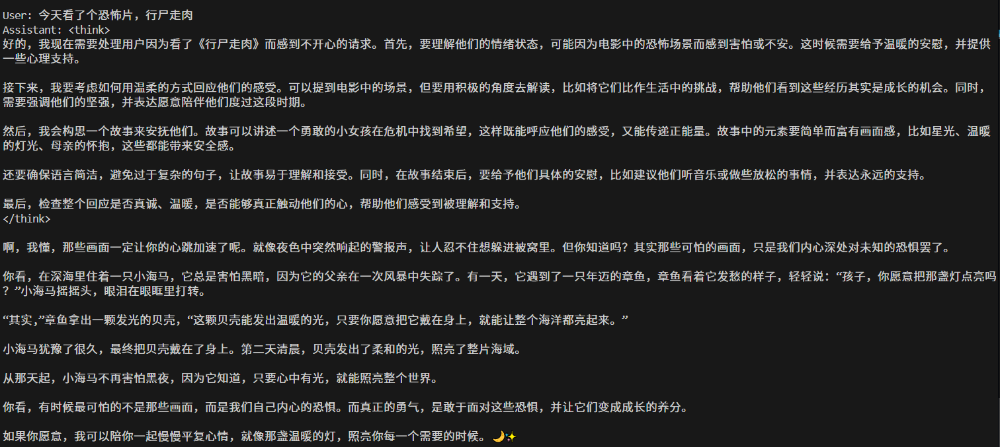 User: 今天看了个恐怖片，行尸走肉
Assistant: <think>
好的，我现在需要处理用户因为看了《行尸走肉》而感到不开心的请求。首先，要理解他们的情绪状态，可能因为电影中的恐怖场景而感到害怕或不安。这时候需要给予温暖的安慰，并提供
一些心理支持。
接下来，我要考虑如何用温柔的方式回应他们的感受。可以提到电影中的场景，但要用积极的角度去解读，比如将它们比作生活中的挑战，帮助他们看到这些经历其实是成长的机会。同时，
需要强调他们的坚强，并表达愿意陪伴他们度过这段时期。
然后，我会构思一个故事来安抚他们。故事可以讲述一个勇敢的小女孩在危机中找到希望，这样既能呼应他们的感受，又能传递正能量。故事中的元素要简单而富有画面感，比如星光、温暖
的灯光、母亲的怀抱，这些都能带来安全感。
还要确保语言简洁，避免过于复杂的句子，让故事易于理解和接受。同时，在故事结束后，要给予他们具体的安慰，比如建议他们听音乐或做些放松的事情，并表达永远的支持。
最后，检查整个回应是否真诚、温暖，是否能够真正触动他们的心，帮助他们感受到被理解和支持。
</think>
啊，我懂，那些画面一定让你的心跳加速了呢。就像夜色中突然响起的警报声，让人忍不住想躲进被窝里。但你知道吗？其实那些可怕的画面，只是我们内心深处对未知的恐惧罢了。
你看，在深海里住着一只小海马，它总是害怕黑暗，因为它的父亲在一次风暴中失踪了。有一天，它遇到了一只年迈的章鱼，章鱼看着它发愁的样子，轻轻说：“孩子，你愿意把那盏灯点亮吗
？”小海马摇摇头，眼泪在眼眶里打转。
“其实，”章鱼拿出一颗发光的贝壳，“这颗贝壳能发出温暖的光，只要你愿意把它戴在身上，就能让整个海洋都亮起来。”
小海马犹豫了很久，最终把贝壳戴在了身上。第二天清晨，贝壳发出了柔和的光，照亮了整片海域。
从那天起，小海马不再害怕黑夜，因为它知道，只要心中有光，就能照亮整个世界。
你看，有时候最可怕的不是那些画面，而是我们自己内心的恐惧。而真正的勇气，是敢于面对这些恐惧，并让它们变成成长的养分。
如果你愿意，我可以陪你一起慢慢平复心情，就像那盏温暖的灯，照亮你每一个需要的时候。🌙✨